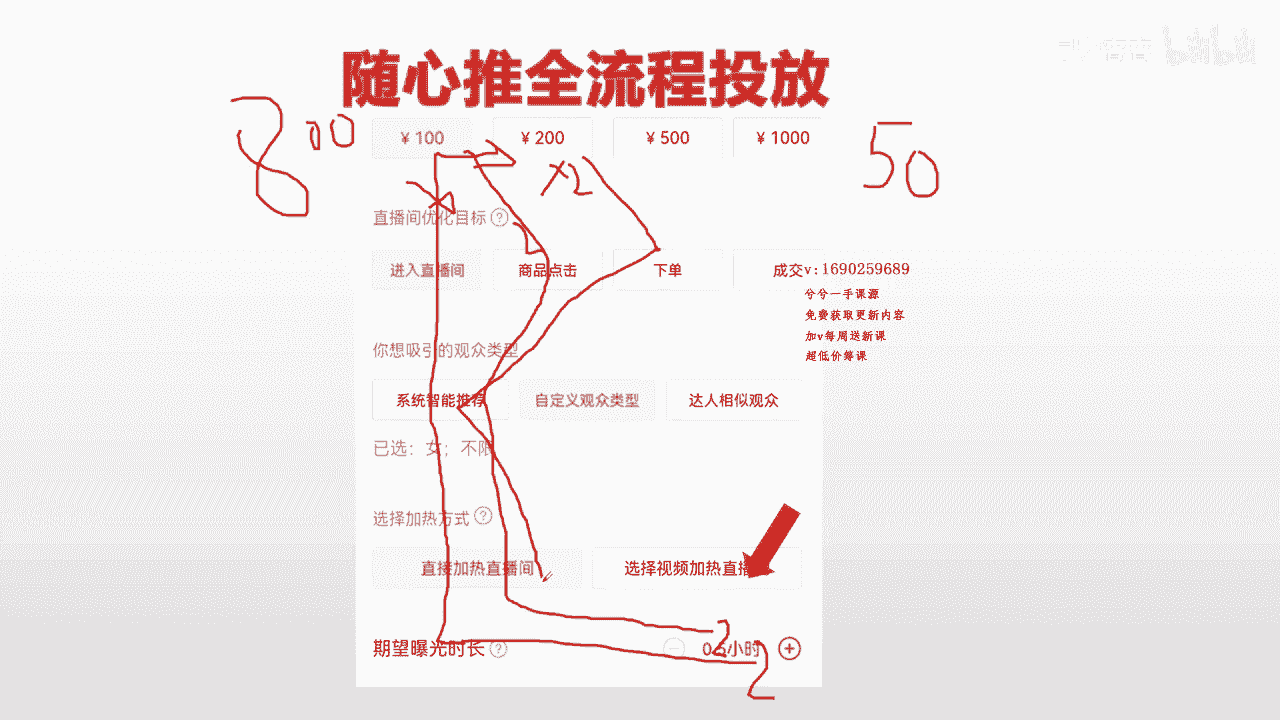 随心推全流程投放
800
¥ 100 ¥ 200 ¥ 500 ¥ 1000
50
×2
直播间优化目标 ?
进入直播间 商品点击 下单 成交v:1690259689
兮兮一手课源
免费获取更新内容
加v每周送新课
超低价筹课
你想吸引的观众类型
系统智能推荐 自定义观众类型 达人相似观众
已选：女；不限
选择加热方式 ?
直接加热直播间 选择视频加热直播
2
期望曝光时长 ? 0.5小时
2
bilibili